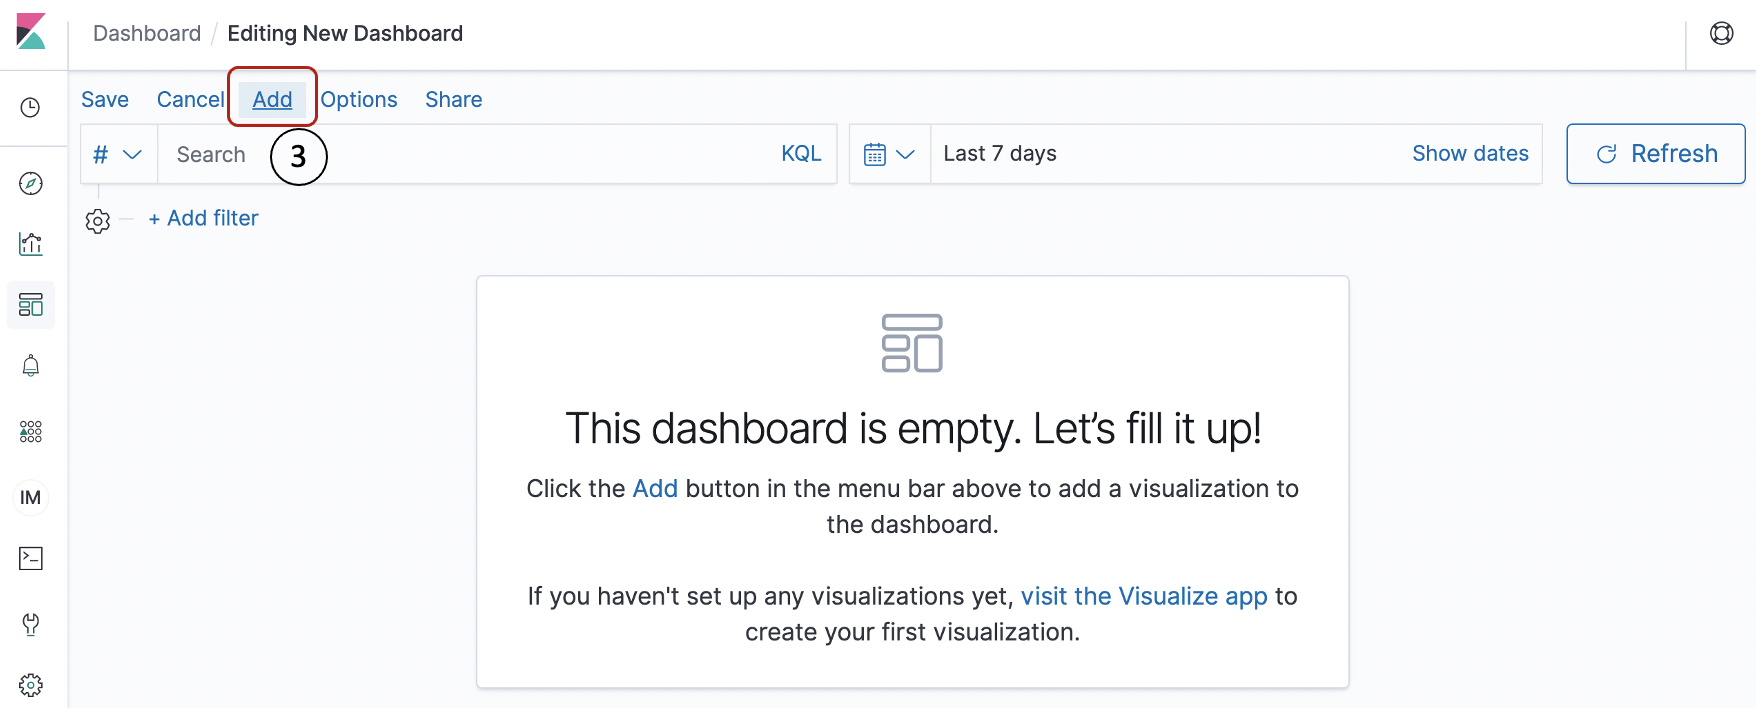 Dashboard / Editing New Dashboard
Save Cancel Add Options Share
# Search 3 KQL Last 7 days Show dates Refresh
+ Add filter
This dashboard is empty. Let’s fill it up!
Click the Add button in the menu bar above to add a visualization to
the dashboard.
If you haven't set up any visualizations yet, visit the Visualize app to
create your first visualization.
IM